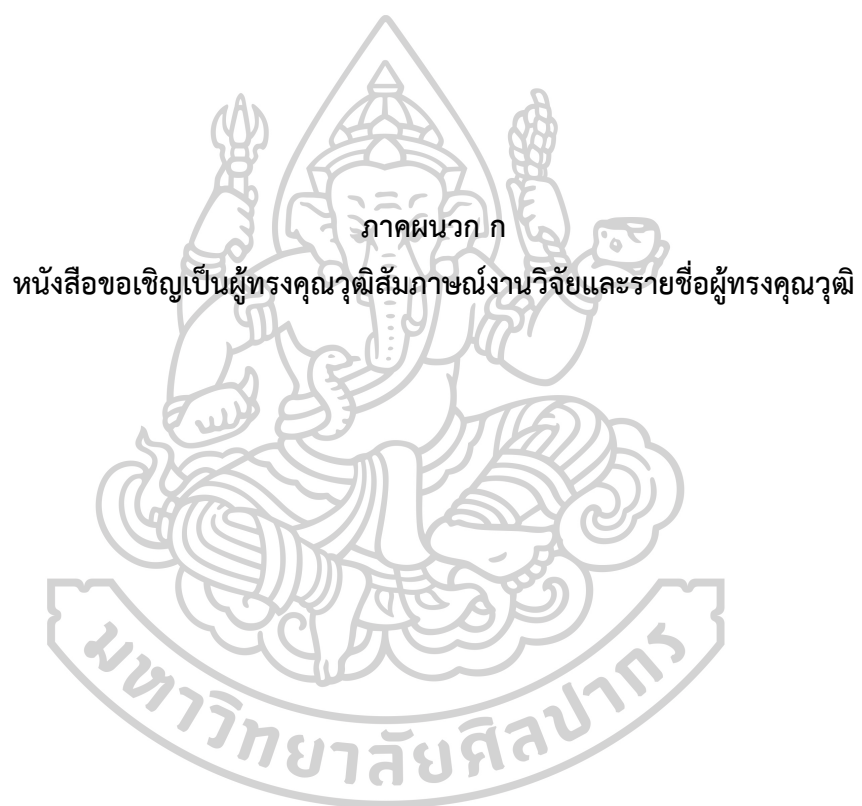 ภาคผนวก ก
หนังสือขอเชิญเป็นผู้ทรงคุณวุฒิสัมภาษณ์งานวิจัยและรายชื่อผู้ทรงคุณวุฒิ
มหาวิทยาลัยศิลปากร